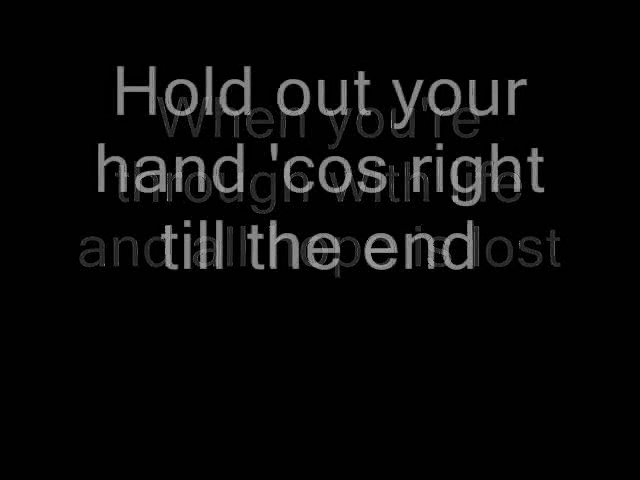 Hold out your
hand 'cos right
till the end
When you're
through with life
and all hope is lost